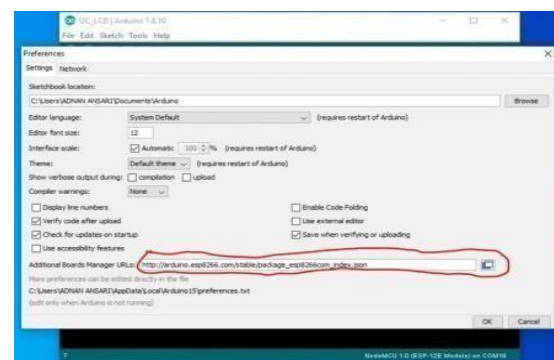 UC_LCD | Arduino 1.8.10
File Edit Sketch Tools Help
Preferences
Settings Network
Sketchbook location:
C:\Users\ADNAN ANSARI\Documents\Arduino Browse
Editor language: System Default (requires restart of Arduino)
Editor font size: 12
Interface scale: Automatic 100 % (requires restart of Arduino)
Theme: Default theme (requires restart of Arduino)
Show verbose output during: compilation upload
Compiler warnings: None
Display line numbers Enable Code Folding
Verify code after upload Use external editor
Check for updates on startup Save when verifying or uploading
Use accessibility features
Additional Boards Manager URLs: http://arduino.esp8266.com/stable/package_esp8266com_index.json
More preferences can be edited directly in the file
C:\Users\ADNAN ANSARI\AppData\Local\Arduino15\preferences.txt
(edit only when Arduino is not running)
OK Cancel
7 NodeMCU 1.0 (ESP-12E Module) on COM16